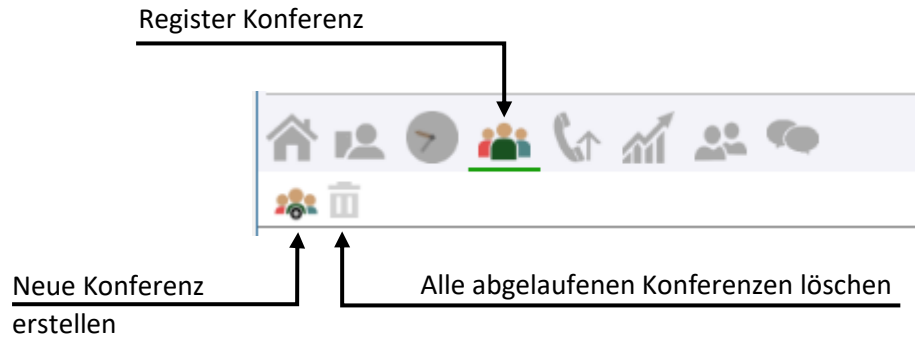 Register Konferenz
Neue Konferenz
erstellen
Alle abgelaufenen Konferenzen löschen